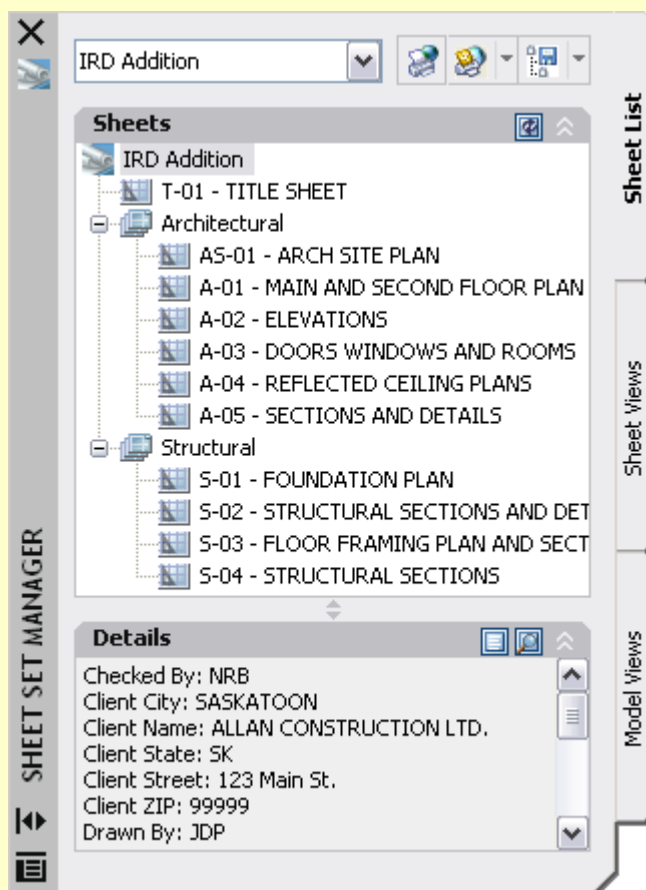 IRD Addition
Sheets
IRD Addition
T-01 - TITLE SHEET
Architectural
AS-01 - ARCH SITE PLAN
A-01 - MAIN AND SECOND FLOOR PLAN
A-02 - ELEVATIONS
A-03 - DOORS WINDOWS AND ROOMS
A-04 - REFLECTED CEILING PLANS
A-05 - SECTIONS AND DETAILS
Structural
S-01 - FOUNDATION PLAN
S-02 - STRUCTURAL SECTIONS AND DET
S-03 - FLOOR FRAMING PLAN AND SECT
S-04 - STRUCTURAL SECTIONS
Details
Checked By: NRB
Client City: SASKATOON
Client Name: ALLAN CONSTRUCTION LTD.
Client State: SK
Client Street: 123 Main St.
Client ZIP: 99999
Drawn By: JDP
SHEET SET MANAGER
Sheet List
Sheet Views
Model Views